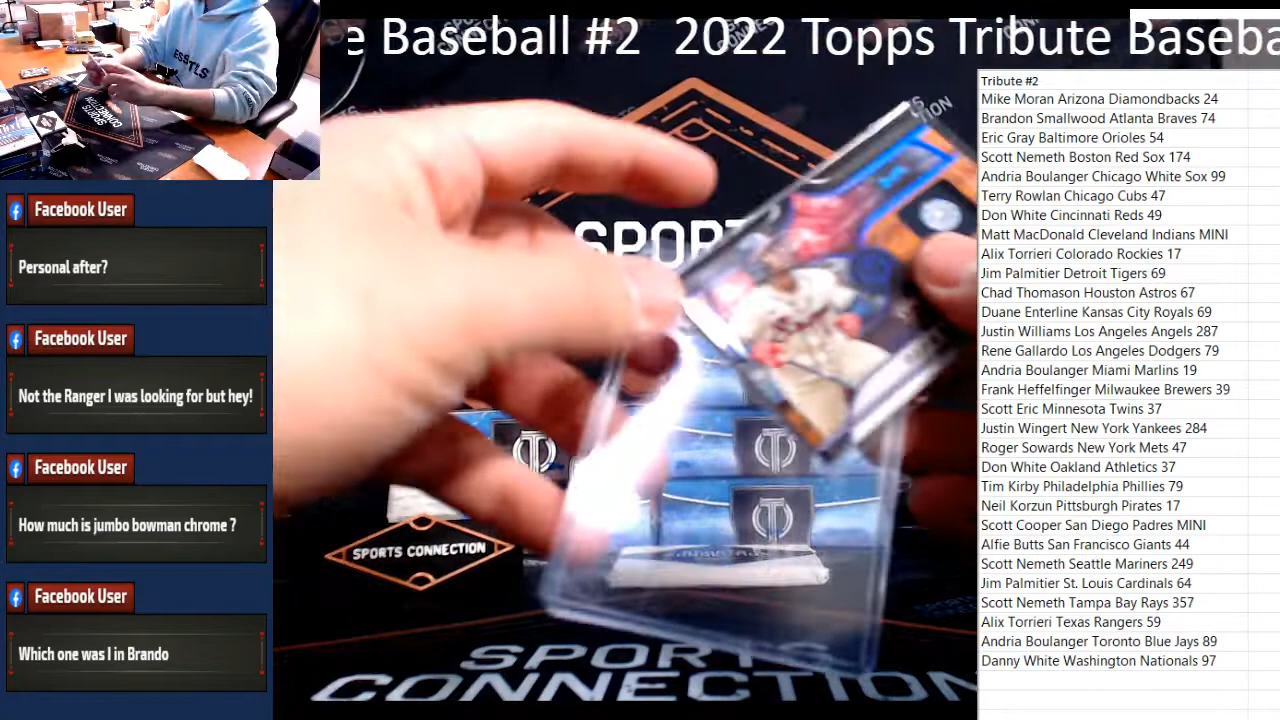 e Baseball #2 2022 Topps Tribute Baseba
Tribute #2
Mike Moran Arizona Diamondbacks 24
Brandon Smallwood Atlanta Braves 74
Eric Gray Baltimore Orioles 54
Scott Nemeth Boston Red Sox 174
Andria Boulanger Chicago White Sox 99
Terry Rowlan Chicago Cubs 47
Don White Cincinnati Reds 49
Matt MacDonald Cleveland Indians MINI
Alix Torrieri Colorado Rockies 17
Jim Palmitier Detroit Tigers 69
Chad Thomason Houston Astros 67
Duane Enterline Kansas City Royals 69
Justin Williams Los Angeles Angels 287
Rene Gallardo Los Angeles Dodgers 79
Andria Boulanger Miami Marlins 19
Frank Heffelfinger Milwaukee Brewers 39
Scott Eric Minnesota Twins 37
Justin Wingert New York Yankees 284
Roger Sowards New York Mets 47
Don White Oakland Athletics 37
Tim Kirby Philadelphia Phillies 79
Neil Korzun Pittsburgh Pirates 17
Scott Cooper San Diego Padres MINI
Alfie Butts San Francisco Giants 44
Scott Nemeth Seattle Mariners 249
Jim Palmitier St. Louis Cardinals 64
Scott Nemeth Tampa Bay Rays 357
Alix Torrieri Texas Rangers 59
Andria Boulanger Toronto Blue Jays 89
Danny White Washington Nationals 97
Facebook User
Personal after?
Facebook User
Not the Ranger I was looking for but hey!
Facebook User
How much is jumbo bowman chrome ?
Facebook User
Which one was I in Brando
SPORT
SPORTS CONNECTION
SPORTS
CONNECTION